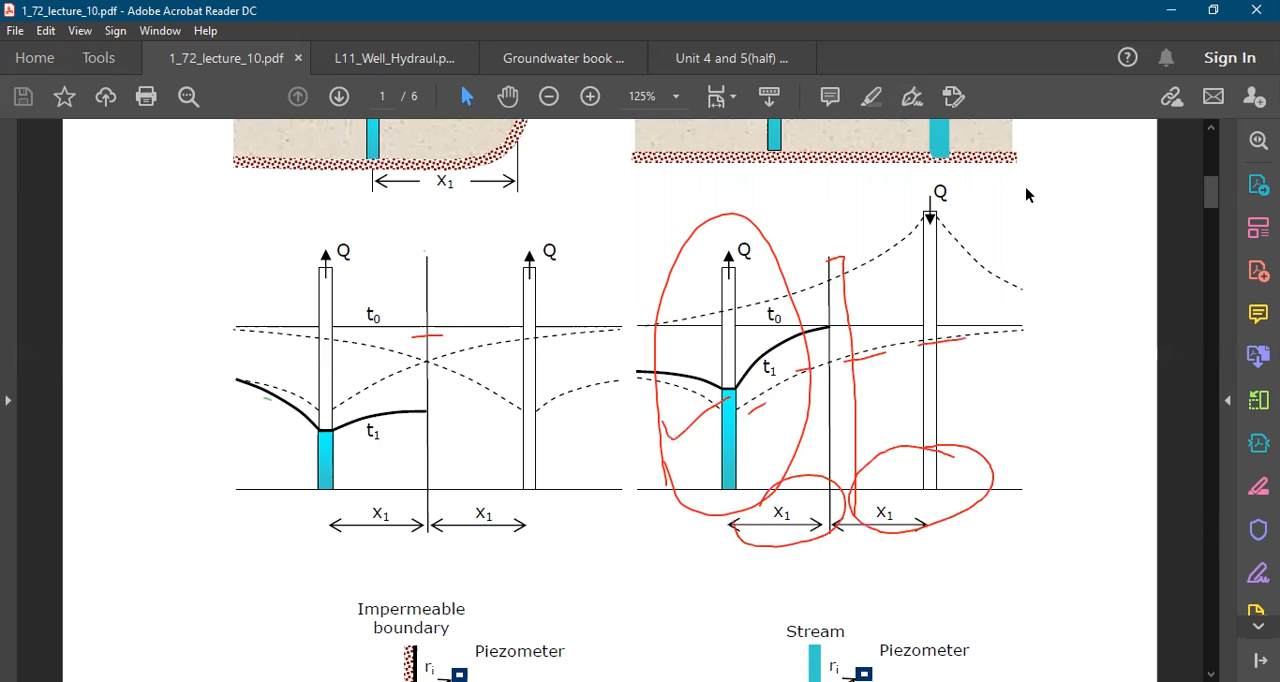 1_72_lecture_10.pdf - Adobe Acrobat Reader DC
File Edit View Sign Window Help
Home Tools 1_72_lecture_10.pdf × L11_Well_Hydraul.p... Groundwater book ... Unit 4 and 5(half) ... Sign In
1 / 6 125%
x1
Q
Q Q Q
t0 t0
t1
t1
x1 x1 x1 x1
Impermeable
boundary
Stream
Piezometer
Piezometer
ri
ri